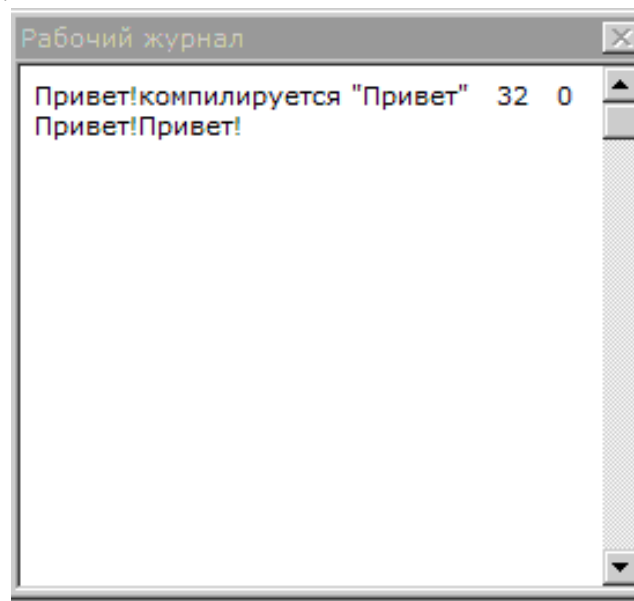 Рабочий журнал
Привет!компилируется "Привет" 32 0
Привет!Привет!